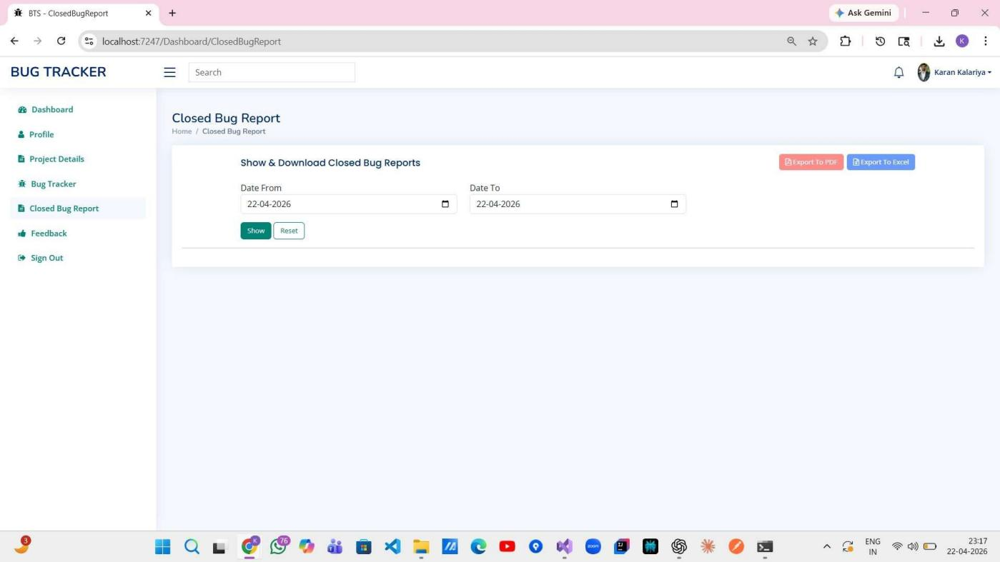 BTS - ClosedBugReport
Ask Gemini
localhost:7247/Dashboard/ClosedBugReport
K
BUG TRACKER
Search
Karan Kalariya
Dashboard
Profile
Project Details
Bug Tracker
Closed Bug Report
Feedback
Sign Out
Closed Bug Report
Home / Closed Bug Report
Show & Download Closed Bug Reports
Export To PDF
Export To Excel
Date From
Date To
22-04-2026
22-04-2026
Show
Reset
3
K
76
zoom
IJ
ENG
IN
23:17
22-04-2026